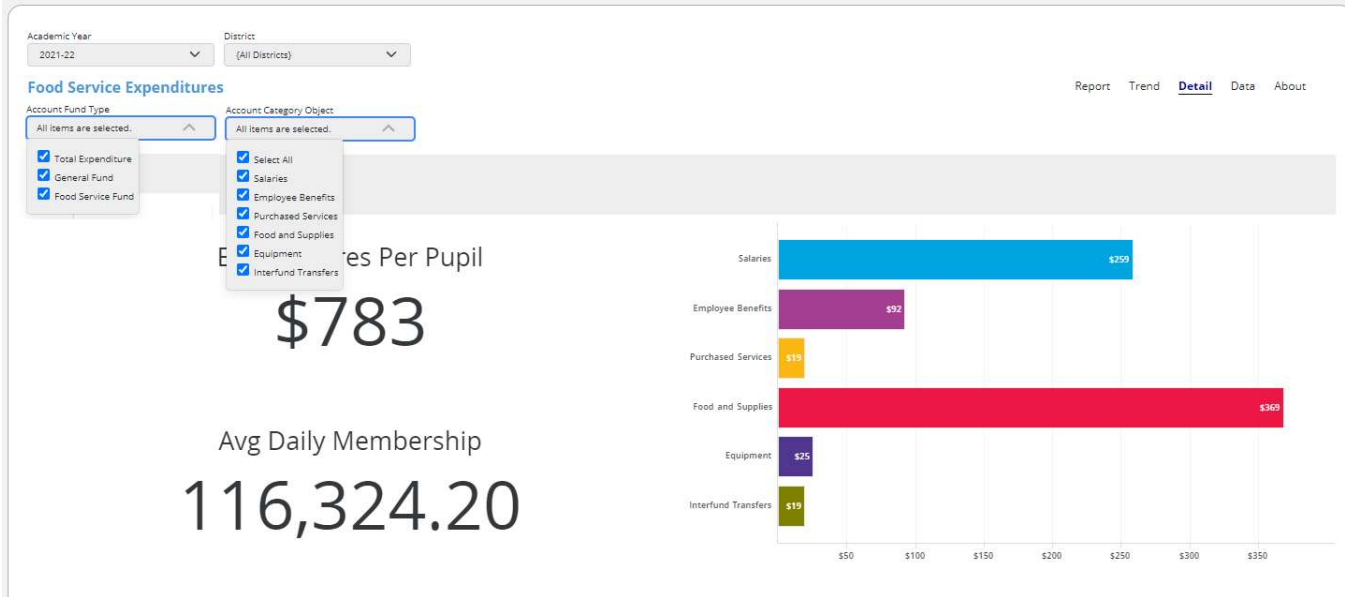 Academic Year District
2021-22 (All Districts)
Food Service Expenditures
Report Trend Detail Data About
Account Fund Type Account Category Object
All items are selected. All items are selected.
Total Expenditure
General Fund
Food Service Fund
Select All
Salaries
Employee Benefits
Purchased Services
Food and Supplies
Equipment
Interfund Transfers
E res Per Pupil
$783
Avg Daily Membership
116,324.20
Salaries $259
Employee Benefits $92
Purchased Services $19
Food and Supplies $369
Equipment $25
Interfund Transfers $19
$50 $100 $150 $200 $250 $300 $350